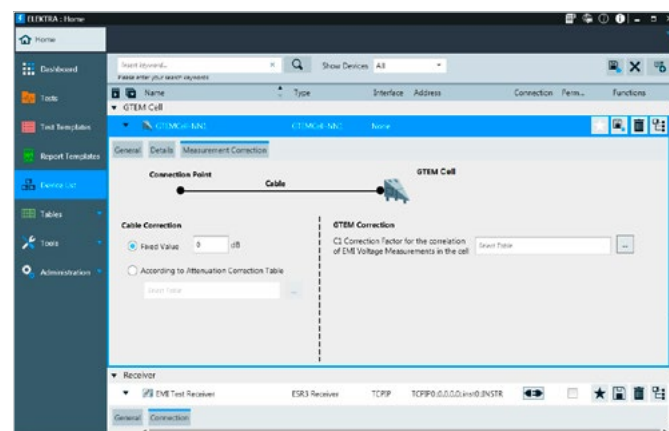 ELEKTRA : Home
Home
Dashboard
Tests
Test Templates
Report Templates
Device List
Tables
Tools
Administration
Insert keyword...
Please enter your search keywords
Show Devices All
Name Type Interface Address Connection Perm... Functions
GTEM Cell
GTEMCell-NN1 GTEMCell-NN1 None
General Details Measurement Correction
Connection Point
Cable
GTEM Cell
Cable Correction
Fixed Value 0 dB
According to Attenuation Correction Table
Select Table ...
GTEM Correction
C1 Correction Factor for the correlation
of EMI Voltage Measurements in the cell
Select Table ...
Receiver
EMI Test Receiver ESR3 Receiver TCPIP TCPIP0::0.0.0.0::inst0::INSTR
General Connection